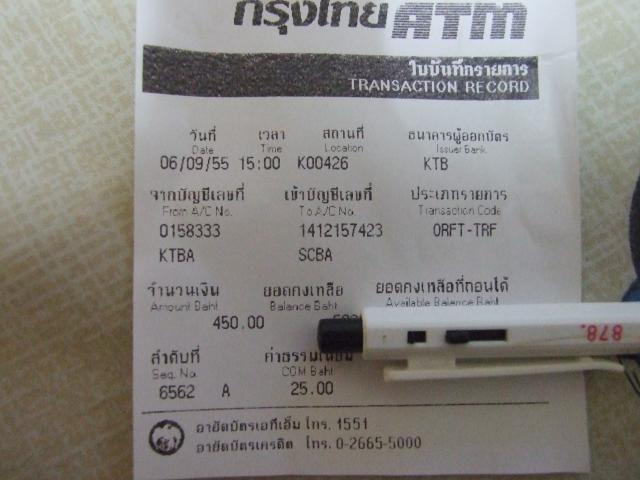 กรุงไทย ATM
ใบบันทึกรายการ
TRANSACTION RECORD
วันที่ เวลา สถานที่ ธนาคารผู้ออกบัตร
Date Time Location Issuer Bank
06/09/55 15:00 K00426 KTB
จากบัญชีเลขที่ เข้าบัญชีเลขที่ ประเภทรายการ
From A/C No. To A/C No. Transaction Code
0158333 1412157423 ORFT-TRF
KTBA SCBA
จำนวนเงิน ยอดคงเหลือ ยอดคงเหลือที่ถอนได้
Amount Baht Balance Baht Available Balance Baht
450.00
878.
ลำดับที่ ค่าธรรมเนียม
Seq. No. COM Baht
6562 A 25.00
อายัดบัตรเอทีเอ็ม โทร. 1551
อายัดบัตรเครดิต โทร. 0-2665-5000